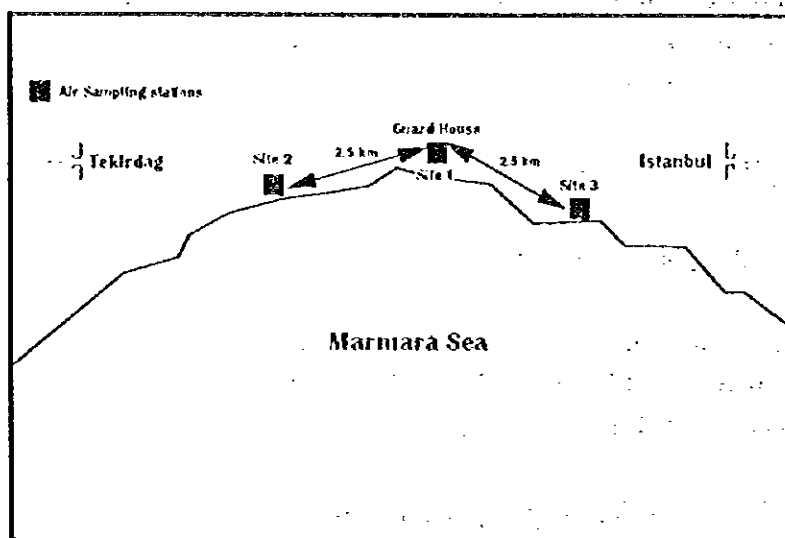 Air Sampling stations
Guard House
2.5 km
2.5 km
Site 2
Site 1
Site 3
Tekirdag
Istanbul
Marmara Sea